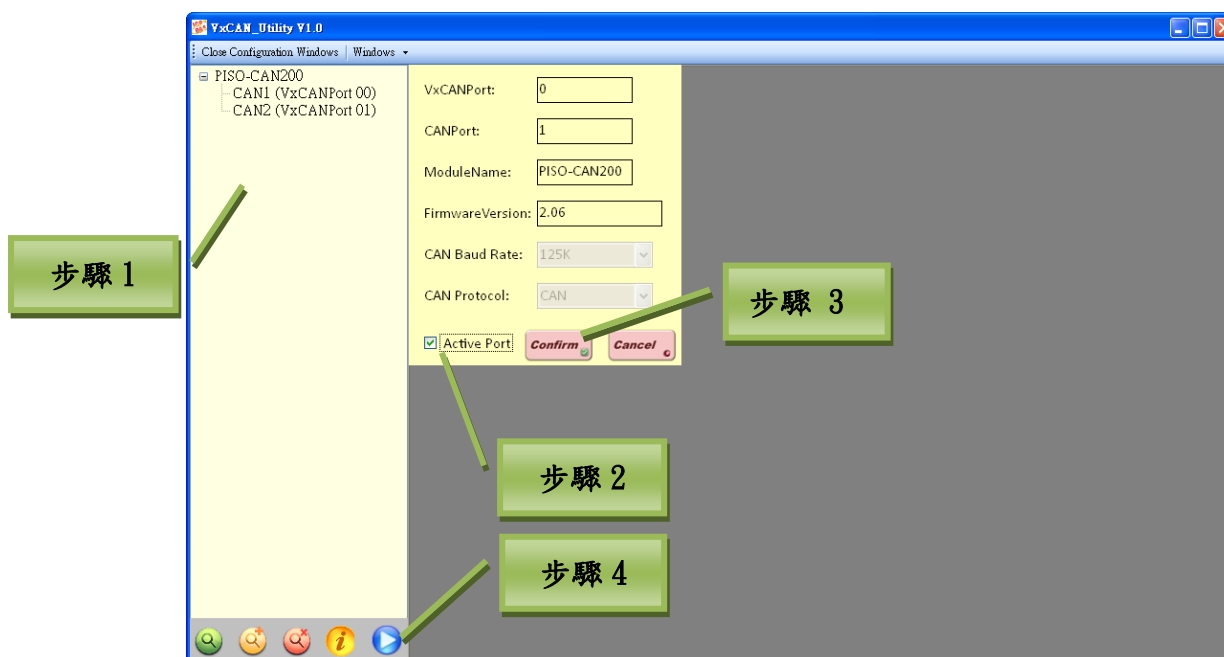 VxCAN_Utility V1.0
Close Configuration Windows Windows
PISO-CAN200
CAN1 (VxCANPort 00)
CAN2 (VxCANPort 01)
VxCANPort: 0
CANPort: 1
ModuleName: PISO-CAN200
FirmwareVersion: 2.06
CAN Baud Rate: 125K
CAN Protocol: CAN
Active Port Confirm Cancel
步驟 1
步驟 3
步驟 2
步驟 4